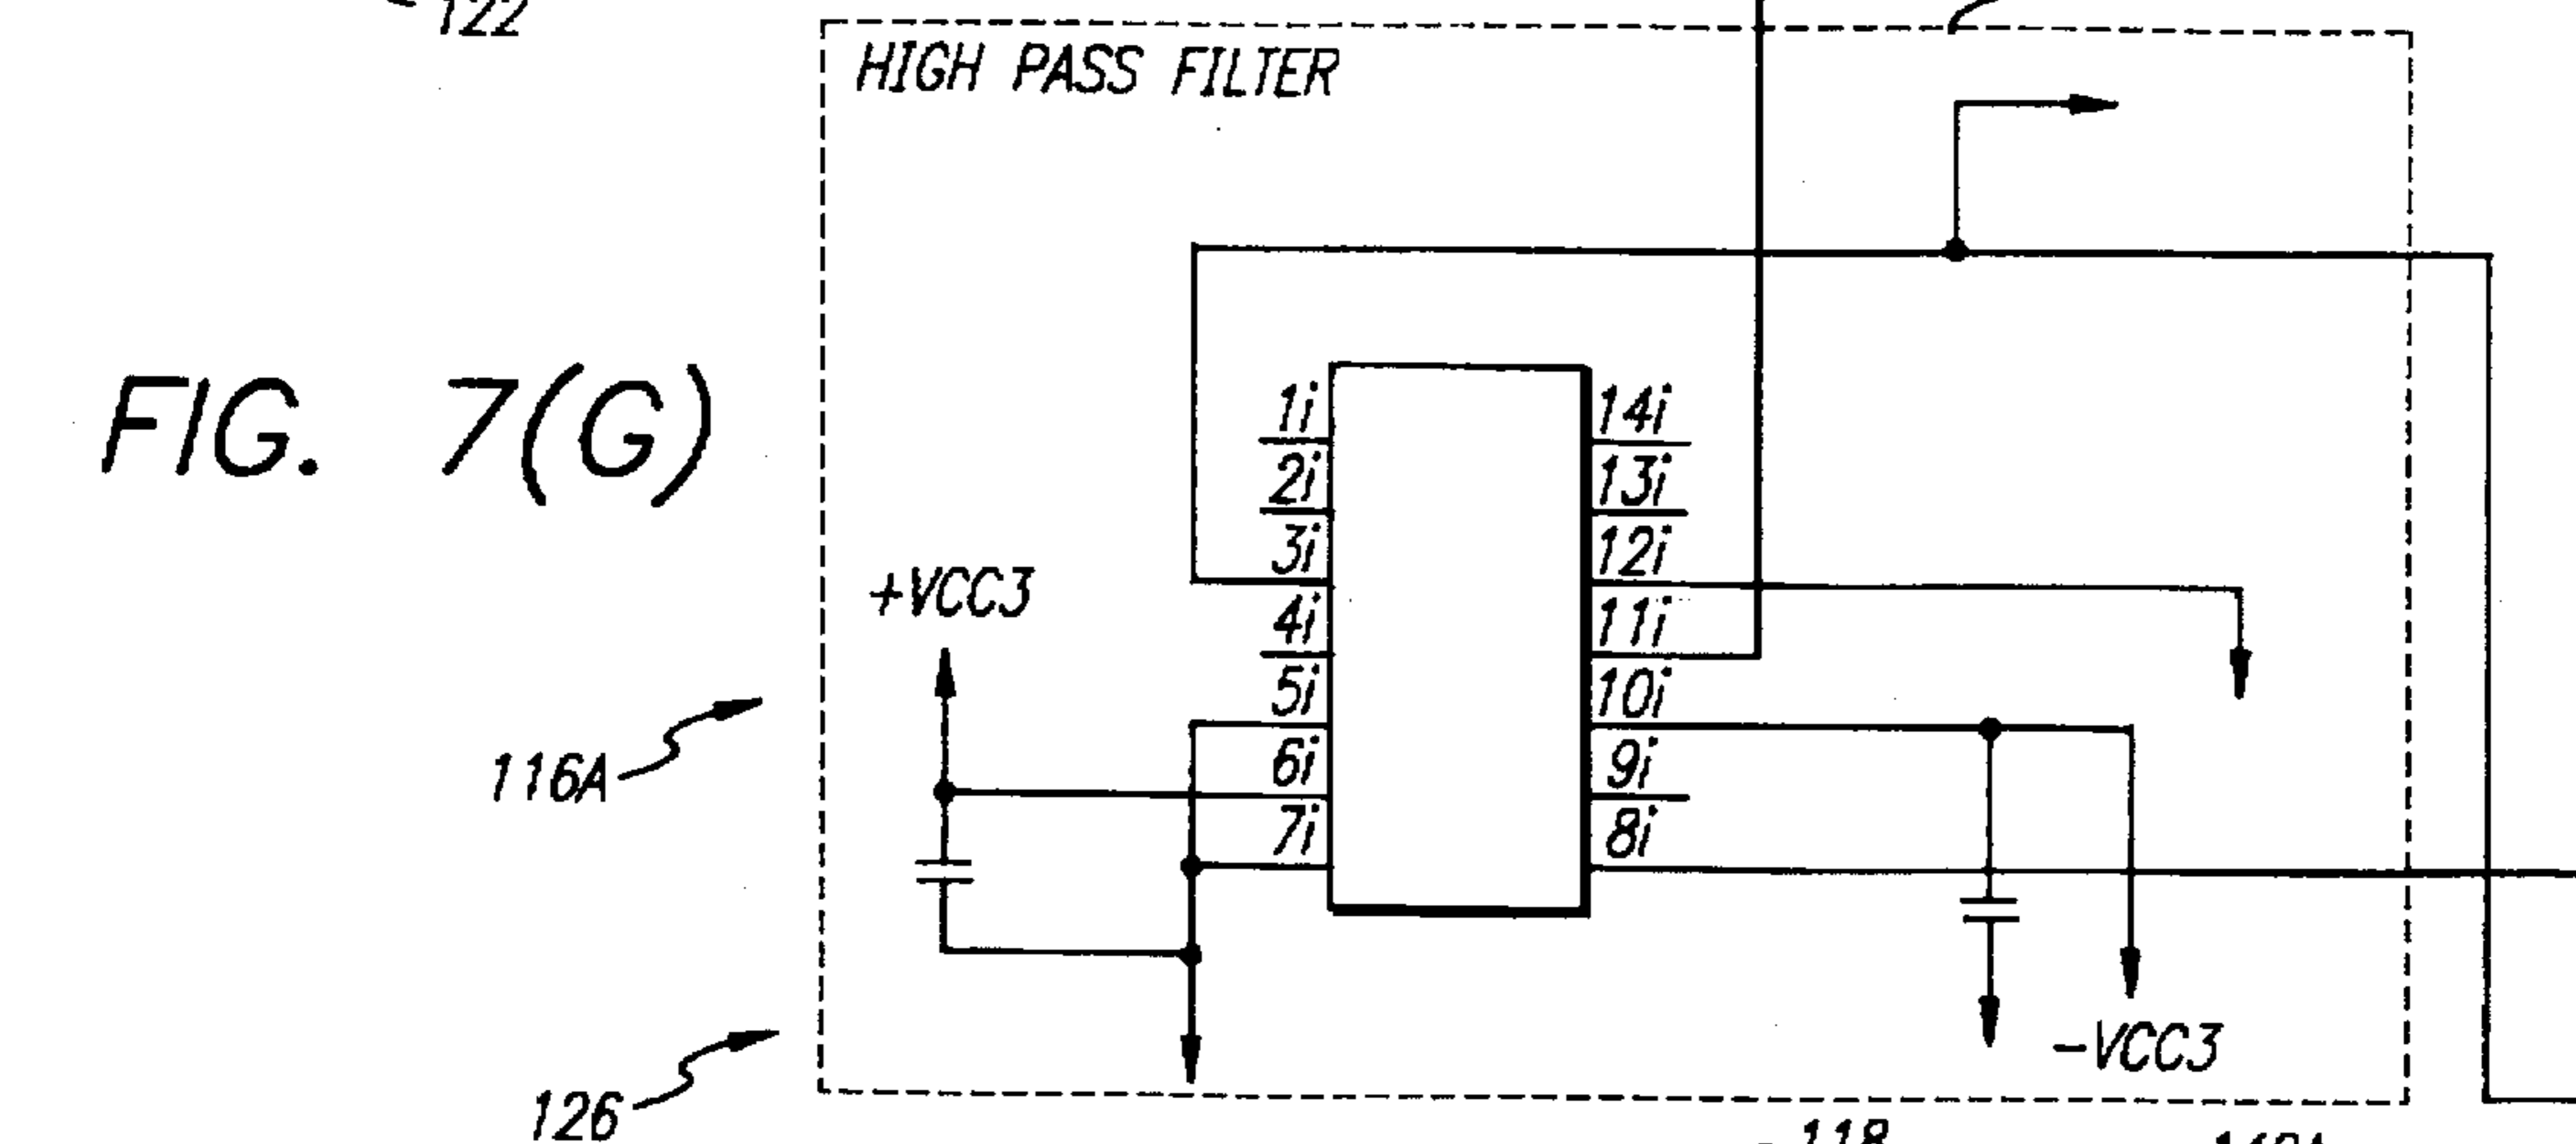 122
HIGH PASS FILTER
FIG. 7(G)
1i
14i
2i
13i
3i
12i
+VCC3
4i
11i
5i
10i
6i
9i
116A
7i
8i
-VCC3
126
118